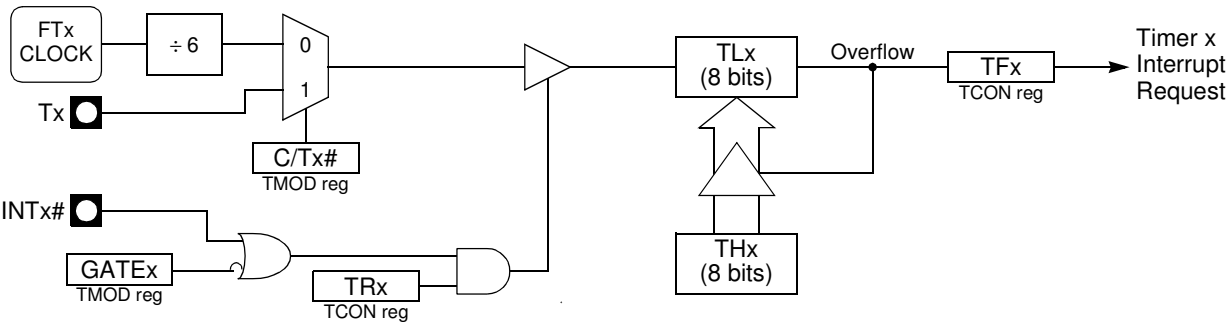 FTx
CLOCK
÷ 6
0
1
Tx
C/Tx#
TMOD reg
TLx
(8 bits)
Overflow
TFx
TCON reg
Timer x
Interrupt
Request
INTx#
GATEx
TMOD reg
TRx
TCON reg
THx
(8 bits)